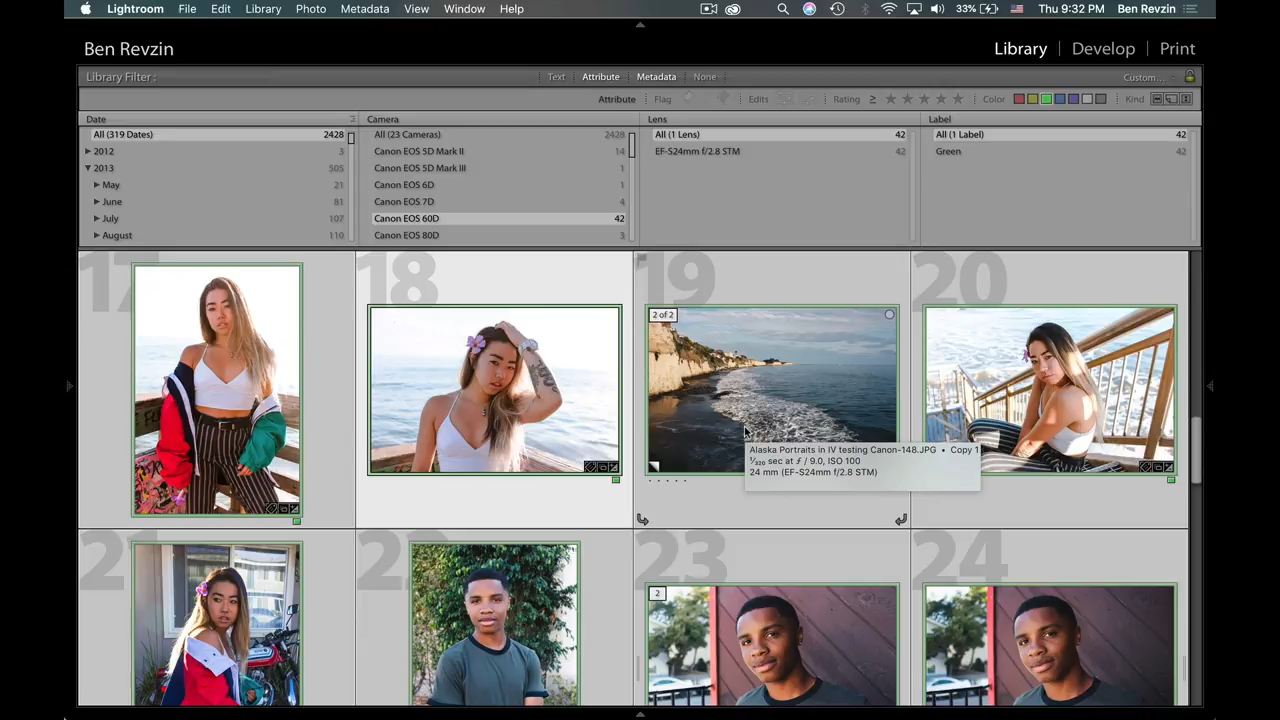 Lightroom File Edit Library Photo Metadata View Window Help 33% Thu 9:32 PM Ben Revzin
Ben Revzin
Library | Develop | Print
Library Filter : Text Attribute Metadata None Custom...
Attribute Flag Edits Rating ≥ Color Kind
Date Camera Lens Label
All (319 Dates) 2428 All (23 Cameras) 2428 All (1 Lens) 42 All (1 Label) 42
2012 3 Canon EOS 5D Mark II 14 EF-S24mm f/2.8 STM 42 Green 42
2013 505 Canon EOS 5D Mark III 1
May 21 Canon EOS 6D 1
June 81 Canon EOS 7D 4
July 107 Canon EOS 60D 42
August 110 Canon EOS 80D 3
17 18 19 20
2 of 2
Alaska Portraits in IV testing Canon-148.JPG • Copy 1
1/320 sec at ƒ / 9.0, ISO 100
24 mm (EF-S24mm f/2.8 STM)
21 22 23 24
2